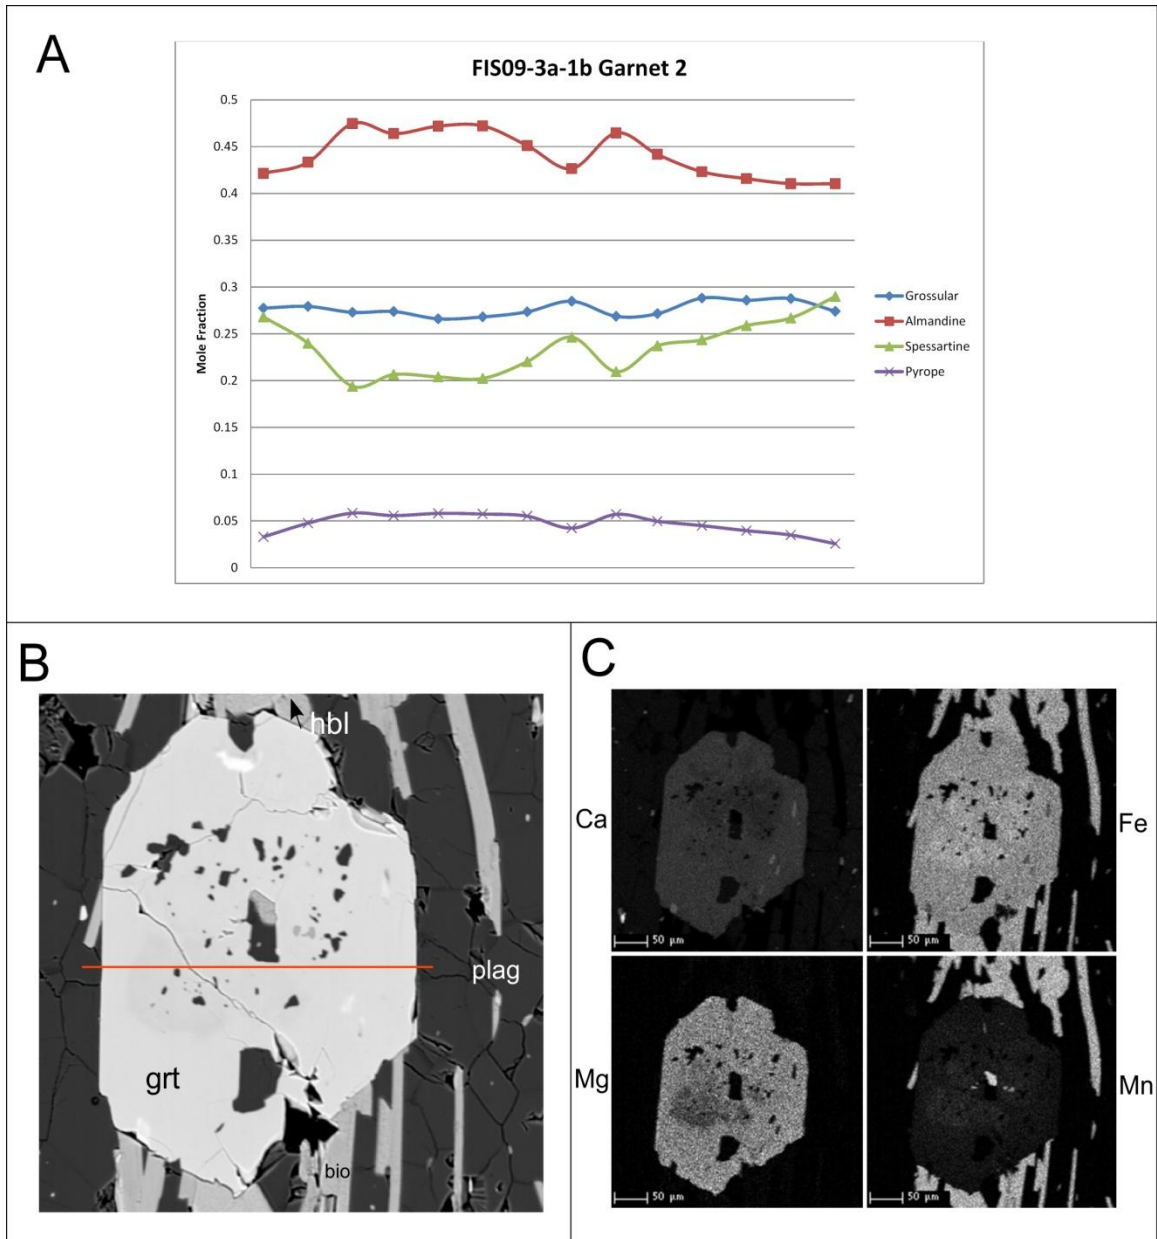 A
FIS09-3a-1b Garnet 2
0.5
0.45
0.4
0.35
0.3
0.25
0.2
0.15
0.1
0.05
0
Mole Fraction
Grossular
Almandine
Spessartine
Pyrope
B
hbl
plag
grt
bio
C
Ca
Fe
50 µm
50 µm
Mg
Mn
50 µm
50 µm